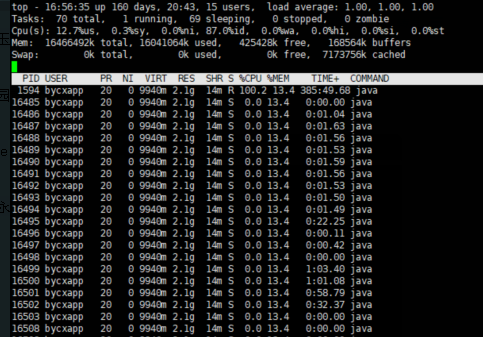 top - 16:56:35 up 160 days, 20:43, 15 users,  load average: 1.00, 1.00, 1.00
Tasks:  70 total,   1 running,  69 sleeping,   0 stopped,   0 zombie
Cpu(s): 12.7%us,  0.3%sy,  0.0%ni, 87.0%id,  0.0%wa,  0.0%hi,  0.0%si,  0.0%st
Mem:  16466492k total, 16041064k used,   425428k free,   168564k buffers
Swap:        0k total,        0k used,        0k free,  7173756k cached
PID USER      PR  NI  VIRT  RES  SHR S %CPU %MEM    TIME+  COMMAND
1594 bycxapp   20   0 9940m 2.1g  14m R 100.2 13.4 385:49.68 java
16485 bycxapp   20   0 9940m 2.1g  14m S  0.0 13.4   0:00.00 java
16486 bycxapp   20   0 9940m 2.1g  14m S  0.0 13.4   0:01.04 java
16487 bycxapp   20   0 9940m 2.1g  14m S  0.0 13.4   0:01.63 java
16488 bycxapp   20   0 9940m 2.1g  14m S  0.0 13.4   0:01.56 java
16489 bycxapp   20   0 9940m 2.1g  14m S  0.0 13.4   0:01.53 java
16490 bycxapp   20   0 9940m 2.1g  14m S  0.0 13.4   0:01.59 java
16491 bycxapp   20   0 9940m 2.1g  14m S  0.0 13.4   0:01.56 java
16492 bycxapp   20   0 9940m 2.1g  14m S  0.0 13.4   0:01.53 java
16493 bycxapp   20   0 9940m 2.1g  14m S  0.0 13.4   0:01.50 java
16494 bycxapp   20   0 9940m 2.1g  14m S  0.0 13.4   0:01.49 java
16495 bycxapp   20   0 9940m 2.1g  14m S  0.0 13.4   0:22.25 java
16496 bycxapp   20   0 9940m 2.1g  14m S  0.0 13.4   0:00.11 java
16497 bycxapp   20   0 9940m 2.1g  14m S  0.0 13.4   0:00.42 java
16498 bycxapp   20   0 9940m 2.1g  14m S  0.0 13.4   0:00.00 java
16499 bycxapp   20   0 9940m 2.1g  14m S  0.0 13.4   1:03.40 java
16500 bycxapp   20   0 9940m 2.1g  14m S  0.0 13.4   1:01.08 java
16501 bycxapp   20   0 9940m 2.1g  14m S  0.0 13.4   0:58.79 java
16502 bycxapp   20   0 9940m 2.1g  14m S  0.0 13.4   0:32.37 java
16503 bycxapp   20   0 9940m 2.1g  14m S  0.0 13.4   0:00.00 java
16508 bycxapp   20   0 9940m 2.1g  14m S  0.0 13.4   0:00.00 java